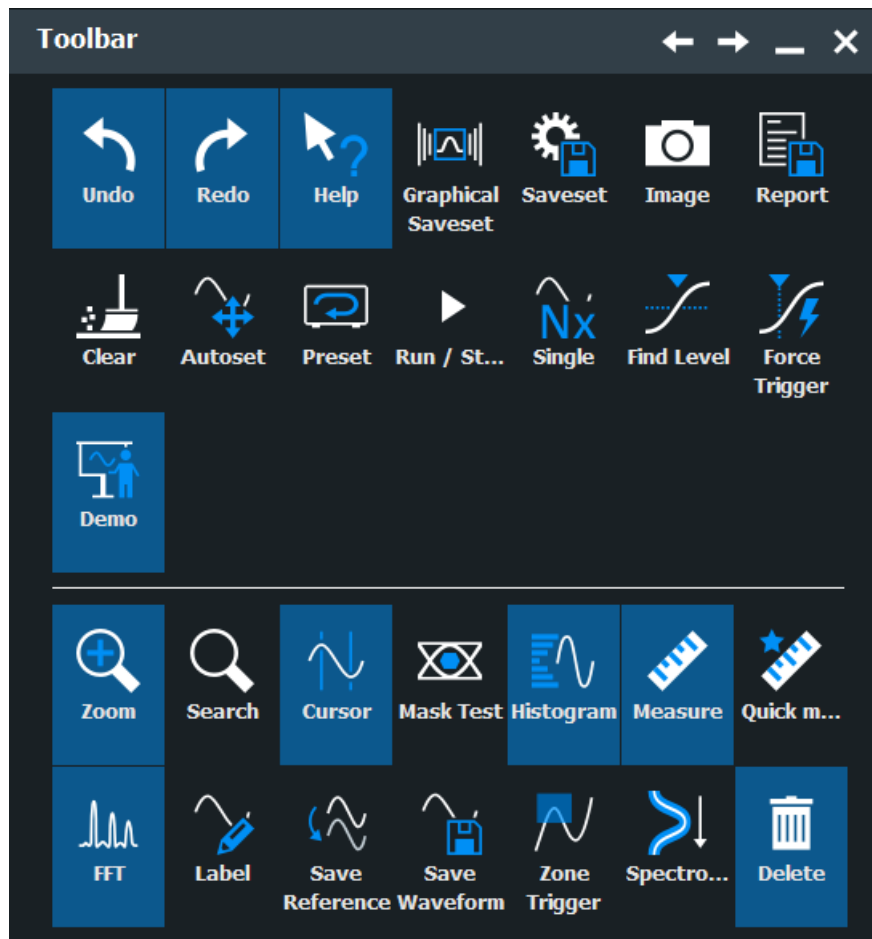 Toolbar
Undo Redo Help Graphical Saveset Saveset Image Report
Clear Autoset Preset Run / St... Nx Single Find Level Force Trigger
Demo
Zoom Search Cursor Mask Test Histogram Measure Quick m...
FFT Label Save Reference Save Waveform Zone Trigger Spectro... Delete